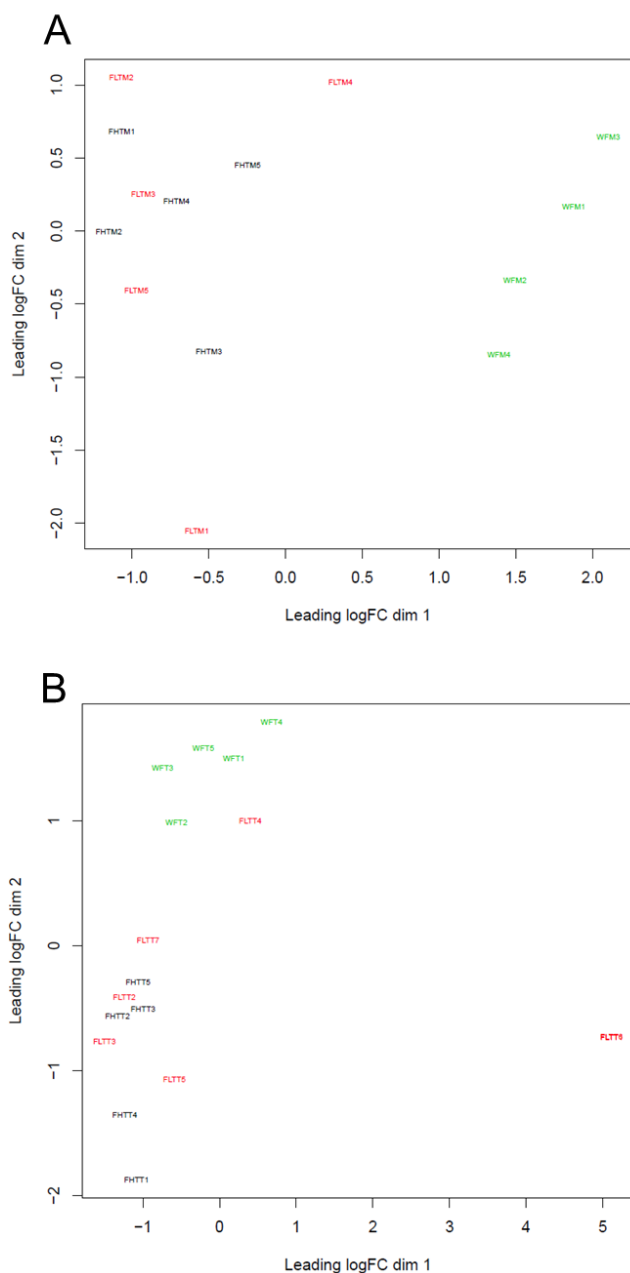 A
FLTM2
FLTM4
FHTM1
WFM3
FHTM5
FLTM3
FHTM4
WFM1
FHTM2
WFM2
FLTM5
FHTM3
WFM4
FLTM1
1.0
0.5
0.0
−0.5
−1.0
−1.5
−2.0
Leading logFC dim 2
−1.0 −0.5 0.0 0.5 1.0 1.5 2.0
Leading logFC dim 1
B
WFT4
WFT5
WFT1
WFT3
WFT2
FLTT4
FLTT7
FHTT5
FLTT2
FHTT3
FHTT2
FLTT3
FLTT6
FLTT5
FHTT4
FHTT1
1
0
−1
−2
Leading logFC dim 2
−1 0 1 2 3 4 5
Leading logFC dim 1